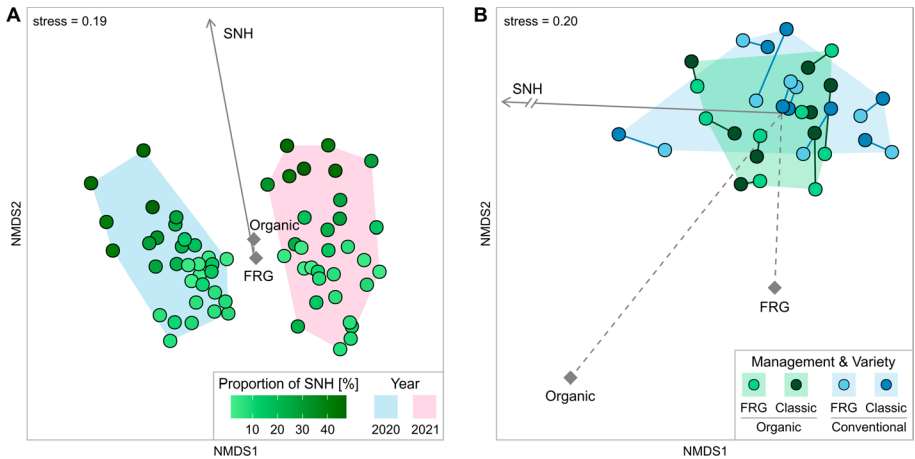 A
stress = 0.19
SNH
Organic
FRG
NMDS2
Proportion of SNH [%]
10 20 30 40
Year
2020 2021
NMDS1
B
stress = 0.20
SNH
FRG
Organic
NMDS2
Management & Variety
FRG Classic FRG Classic
Organic Conventional
NMDS1